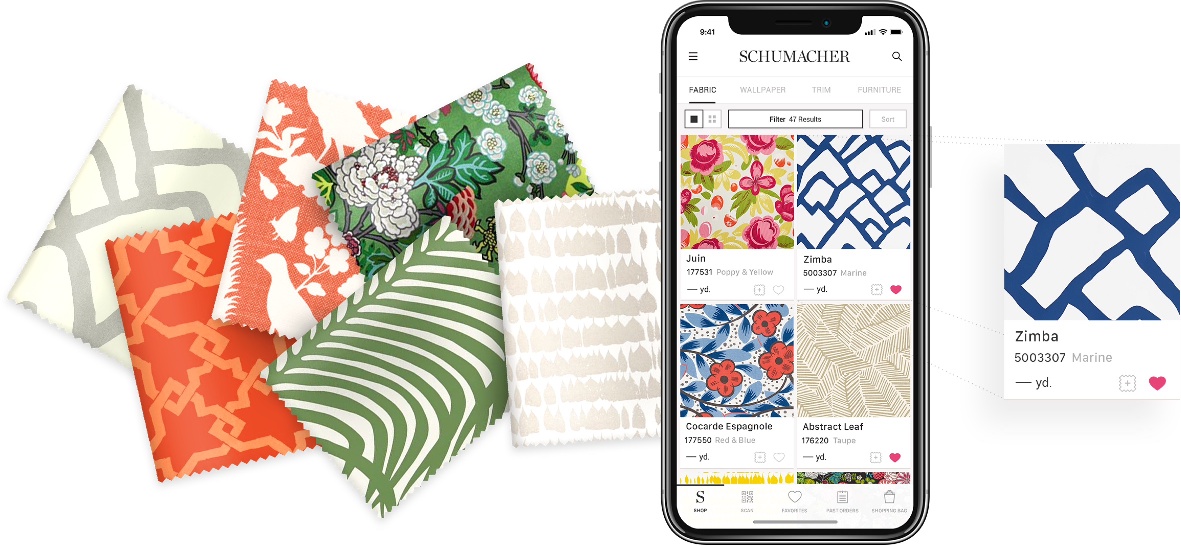 9:41
SCHUMACHER
FABRIC WALLPAPER TRIM FURNITURE
Filter 47 Results Sort
Juin
177531 Poppy & Yellow
— yd.
Zimba
5003307 Marine
— yd.
Cocarde Espagnole
177550 Red & Blue
— yd.
Abstract Leaf
176220 Taupe
— yd.
S
SHOP SCAN FAVORITES PAST ORDERS SHOPPING BAG
Zimba
5003307 Marine
— yd.